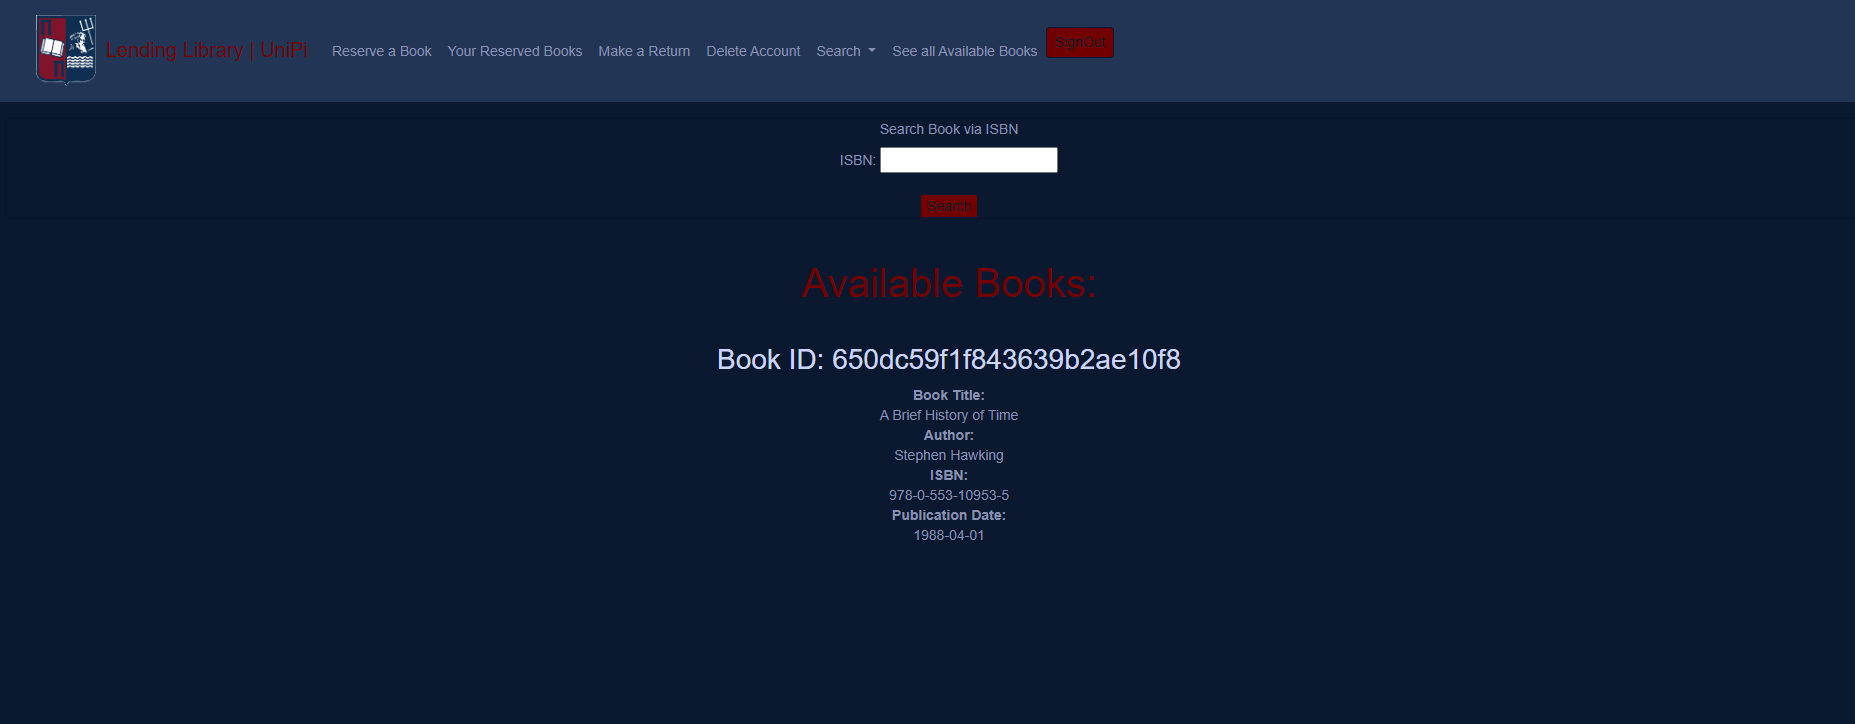 Lending Library | UniPi Reserve a Book Your Reserved Books Make a Return Delete Account Search See all Available Books SignOut
Search Book via ISBN
ISBN:
Search
Available Books:
Book ID: 650dc59f1f843639b2ae10f8
Book Title:
A Brief History of Time
Author:
Stephen Hawking
ISBN:
978-0-553-10953-5
Publication Date:
1988-04-01